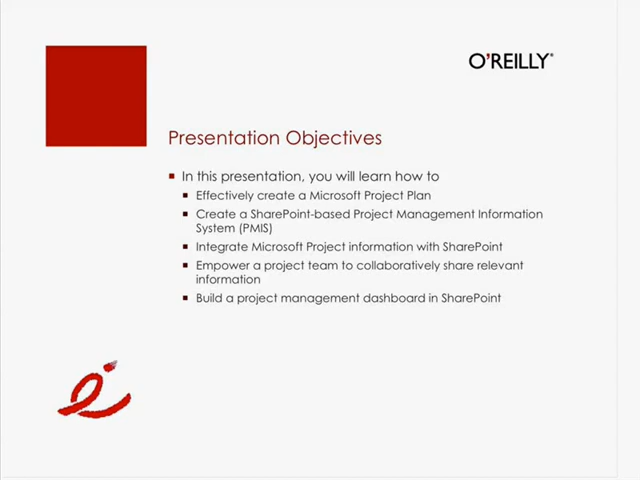 O'REILLY®
Presentation Objectives
In this presentation, you will learn how to
Effectively create a Microsoft Project Plan
Create a SharePoint-based Project Management Information
System (PMIS)
Integrate Microsoft Project information with SharePoint
Empower a project team to collaboratively share relevant
information
Build a project management dashboard in SharePoint